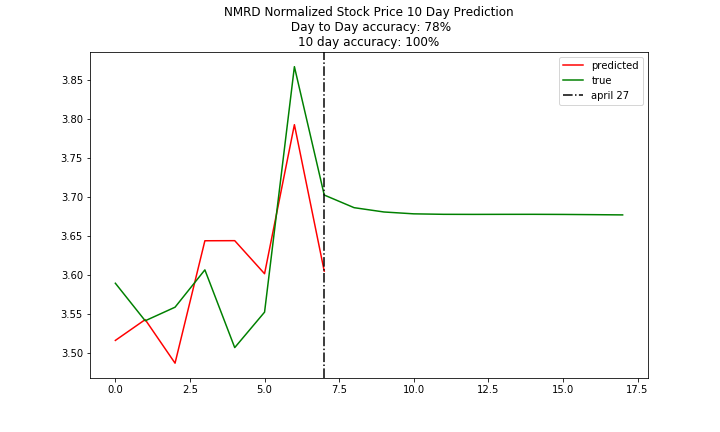 NMRD Normalized Stock Price 10 Day Prediction
Day to Day accuracy: 78%
10 day accuracy: 100%
predicted
true
april 27
3.85
3.80
3.75
3.70
3.65
3.60
3.55
3.50
0.0 2.5 5.0 7.5 10.0 12.5 15.0 17.5